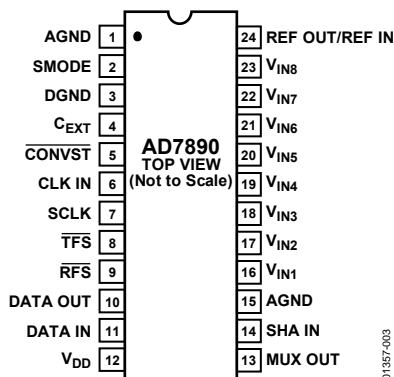 AGND 1
24 REF OUT/REF IN
SMODE 2
23 VIN8
DGND 3
22 VIN7
CEXT 4
21 VIN6
CONVST 5
20 VIN5
AD7890
TOP VIEW
(Not to Scale)
CLK IN 6
19 VIN4
SCLK 7
18 VIN3
TFS 8
17 VIN2
RFS 9
16 VIN1
DATA OUT 10
15 AGND
DATA IN 11
14 SHA IN
VDD 12
13 MUX OUT
01357-003